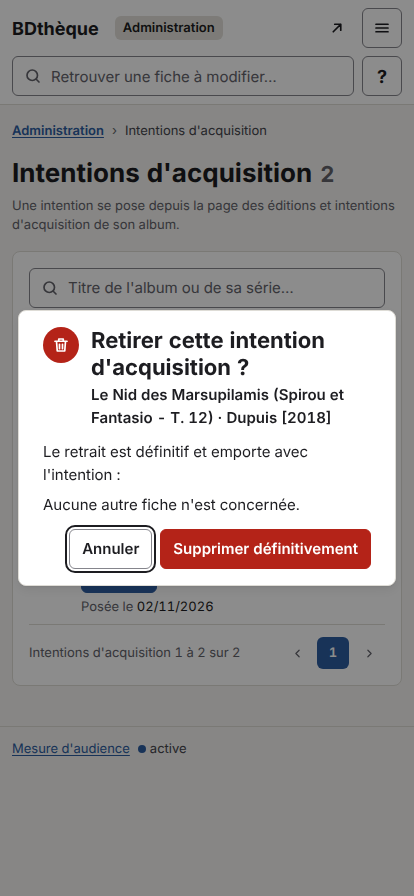 BDthèque Administration
Retrouver une fiche à modifier... ?
Administration › Intentions d'acquisition
Intentions d'acquisition 2
Une intention se pose depuis la page des éditions et intentions
d'acquisition de son album.
Titre de l'album ou de sa série...
Retirer cette intention
d'acquisition ?
Le Nid des Marsupilamis (Spirou et
Fantasio - T. 12) · Dupuis [2018]
Le retrait est définitif et emporte avec
l'intention :
Aucune autre fiche n'est concernée.
Annuler Supprimer définitivement
Posée le 02/11/2026
Intentions d'acquisition 1 à 2 sur 2 ‹ 1 ›
Mesure d'audience active